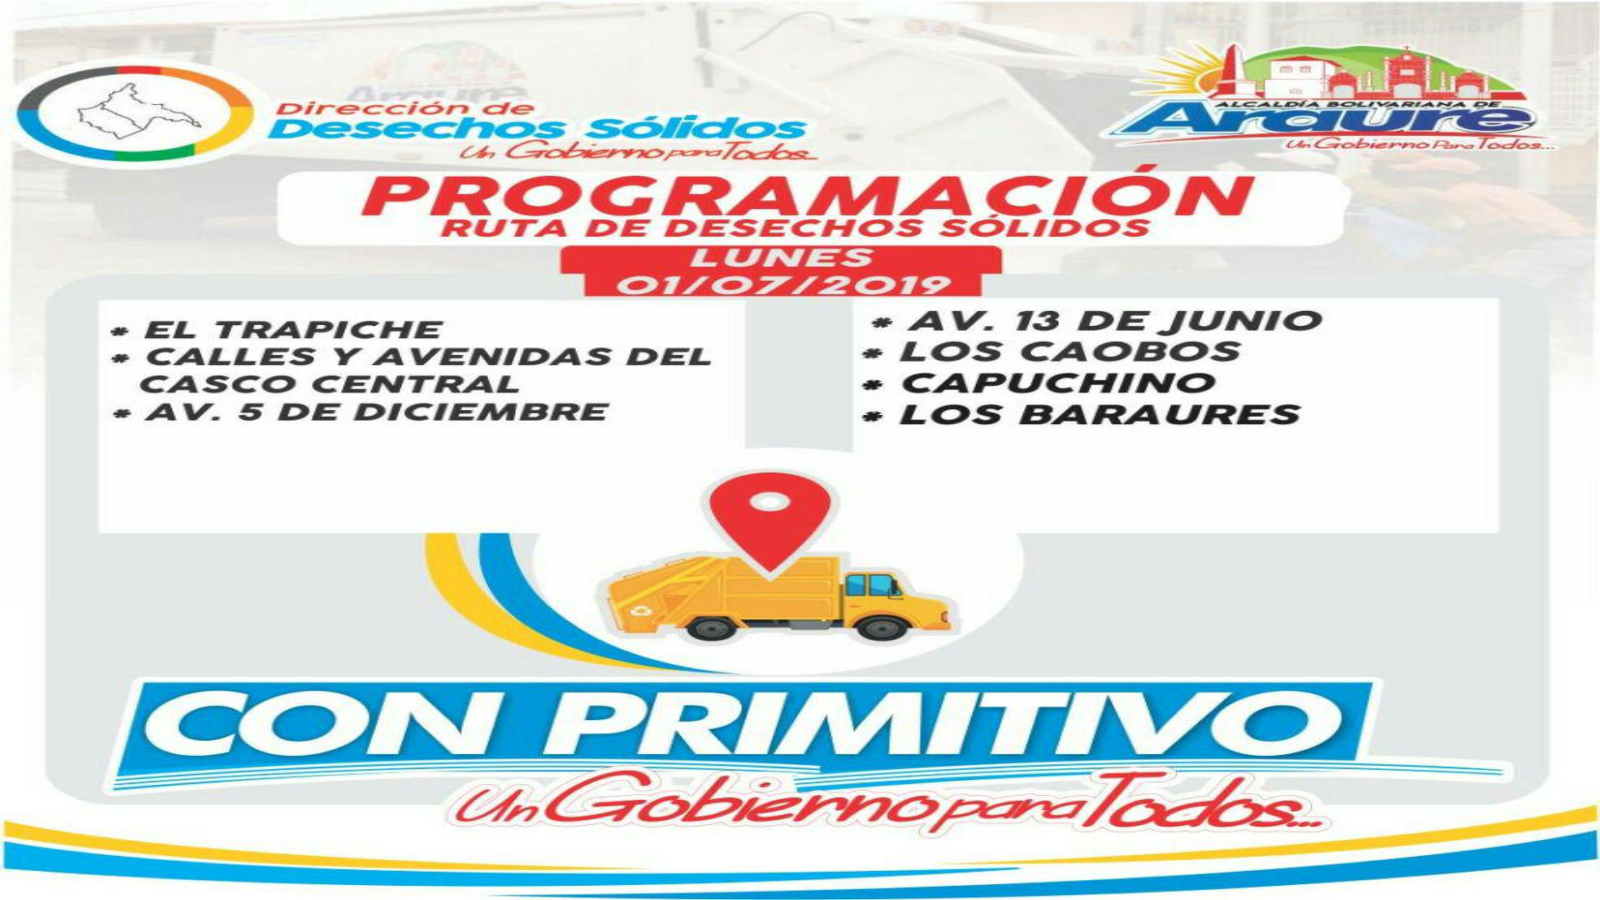 Dirección de
Desechos Sólidos
Un Gobierno para Todos...
ALCALDÍA BOLIVARIANA DE
Araure
Un Gobierno Para Todos...
PROGRAMACIÓN
RUTA DE DESECHOS SÓLIDOS
LUNES
01/07/2019
* EL TRAPICHE
* CALLES Y AVENIDAS DEL
CASCO CENTRAL
* AV. 5 DE DICIEMBRE
* AV. 13 DE JUNIO
* LOS CAOBOS
* CAPUCHINO
* LOS BARAURES
CON PRIMITIVO
Un Gobierno para Todos...